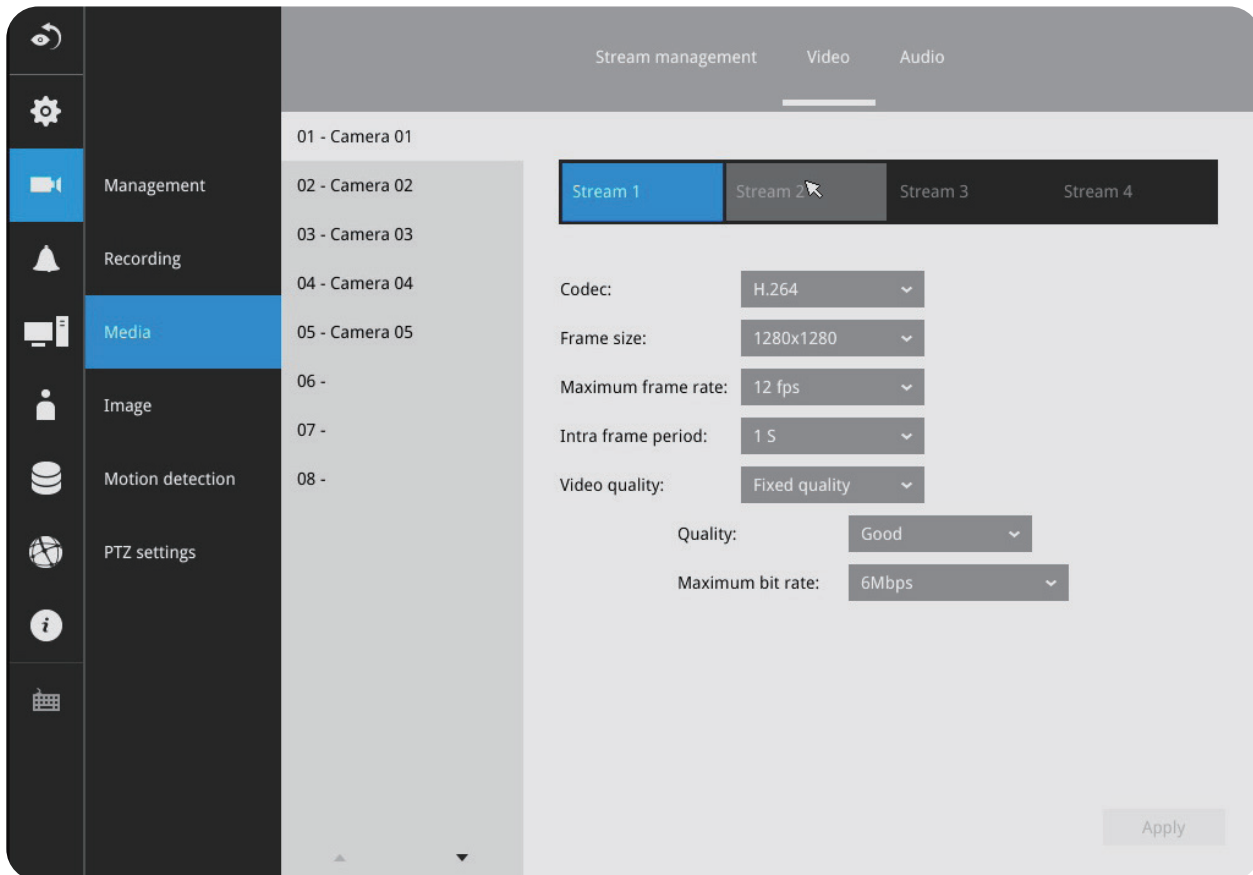 Stream management Video Audio
Management
Recording
Media
Image
Motion detection
PTZ settings
01 - Camera 01
02 - Camera 02
03 - Camera 03
04 - Camera 04
05 - Camera 05
06 -
07 -
08 -
Stream 1 Stream 2 Stream 3 Stream 4
Codec: H.264
Frame size: 1280x1280
Maximum frame rate: 12 fps
Intra frame period: 1 S
Video quality: Fixed quality
Quality: Good
Maximum bit rate: 6Mbps
Apply